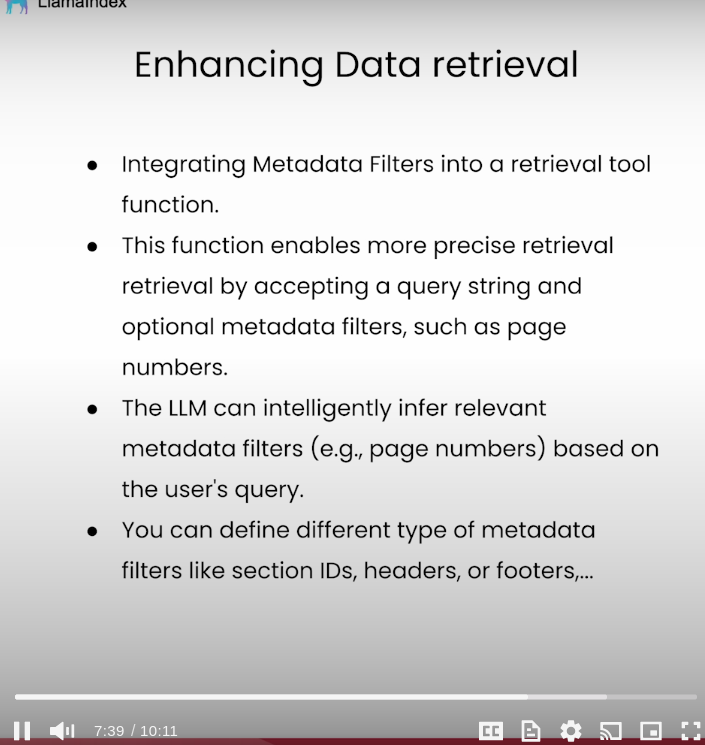 LlamaIndex
Enhancing Data retrieval
● Integrating Metadata Filters into a retrieval tool
function.
● This function enables more precise retrieval
retrieval by accepting a query string and
optional metadata filters, such as page
numbers.
● The LLM can intelligently infer relevant
metadata filters (e.g., page numbers) based on
the user's query.
● You can define different type of metadata
filters like section IDs, headers, or footers,...
7:39 / 10:11
CC